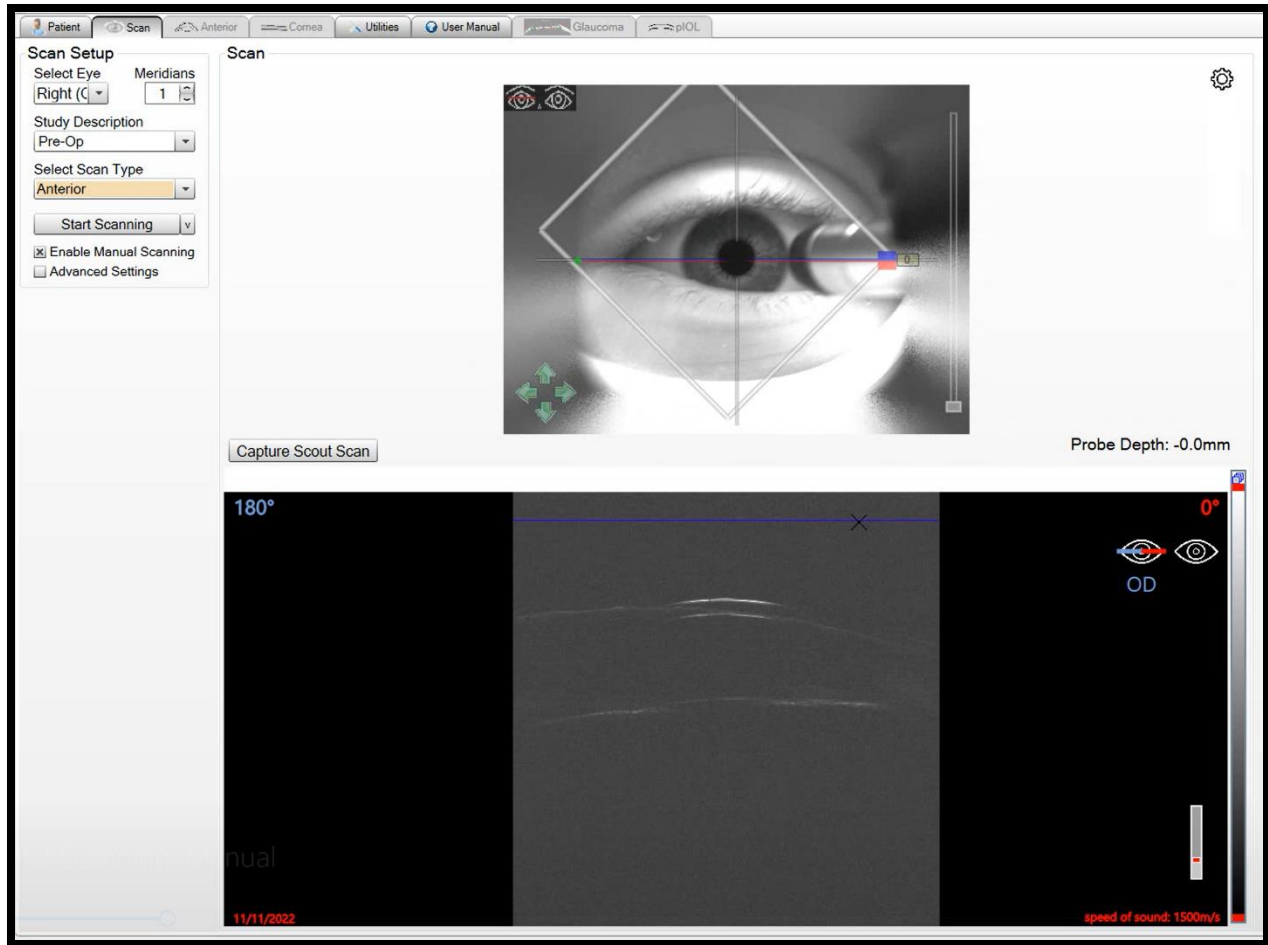 Patient
Scan
Anterior
Cornea
Utilities
User Manual
Glaucoma
pIOL
Scan Setup
Select Eye Meridians
Right (C 1
Study Description
Pre-Op
Select Scan Type
Anterior
Start Scanning v
Enable Manual Scanning
Advanced Settings
Scan
0
Capture Scout Scan
Probe Depth: -0.0mm
180°
0°
OD
nual
11/11/2022
speed of sound: 1500m/s